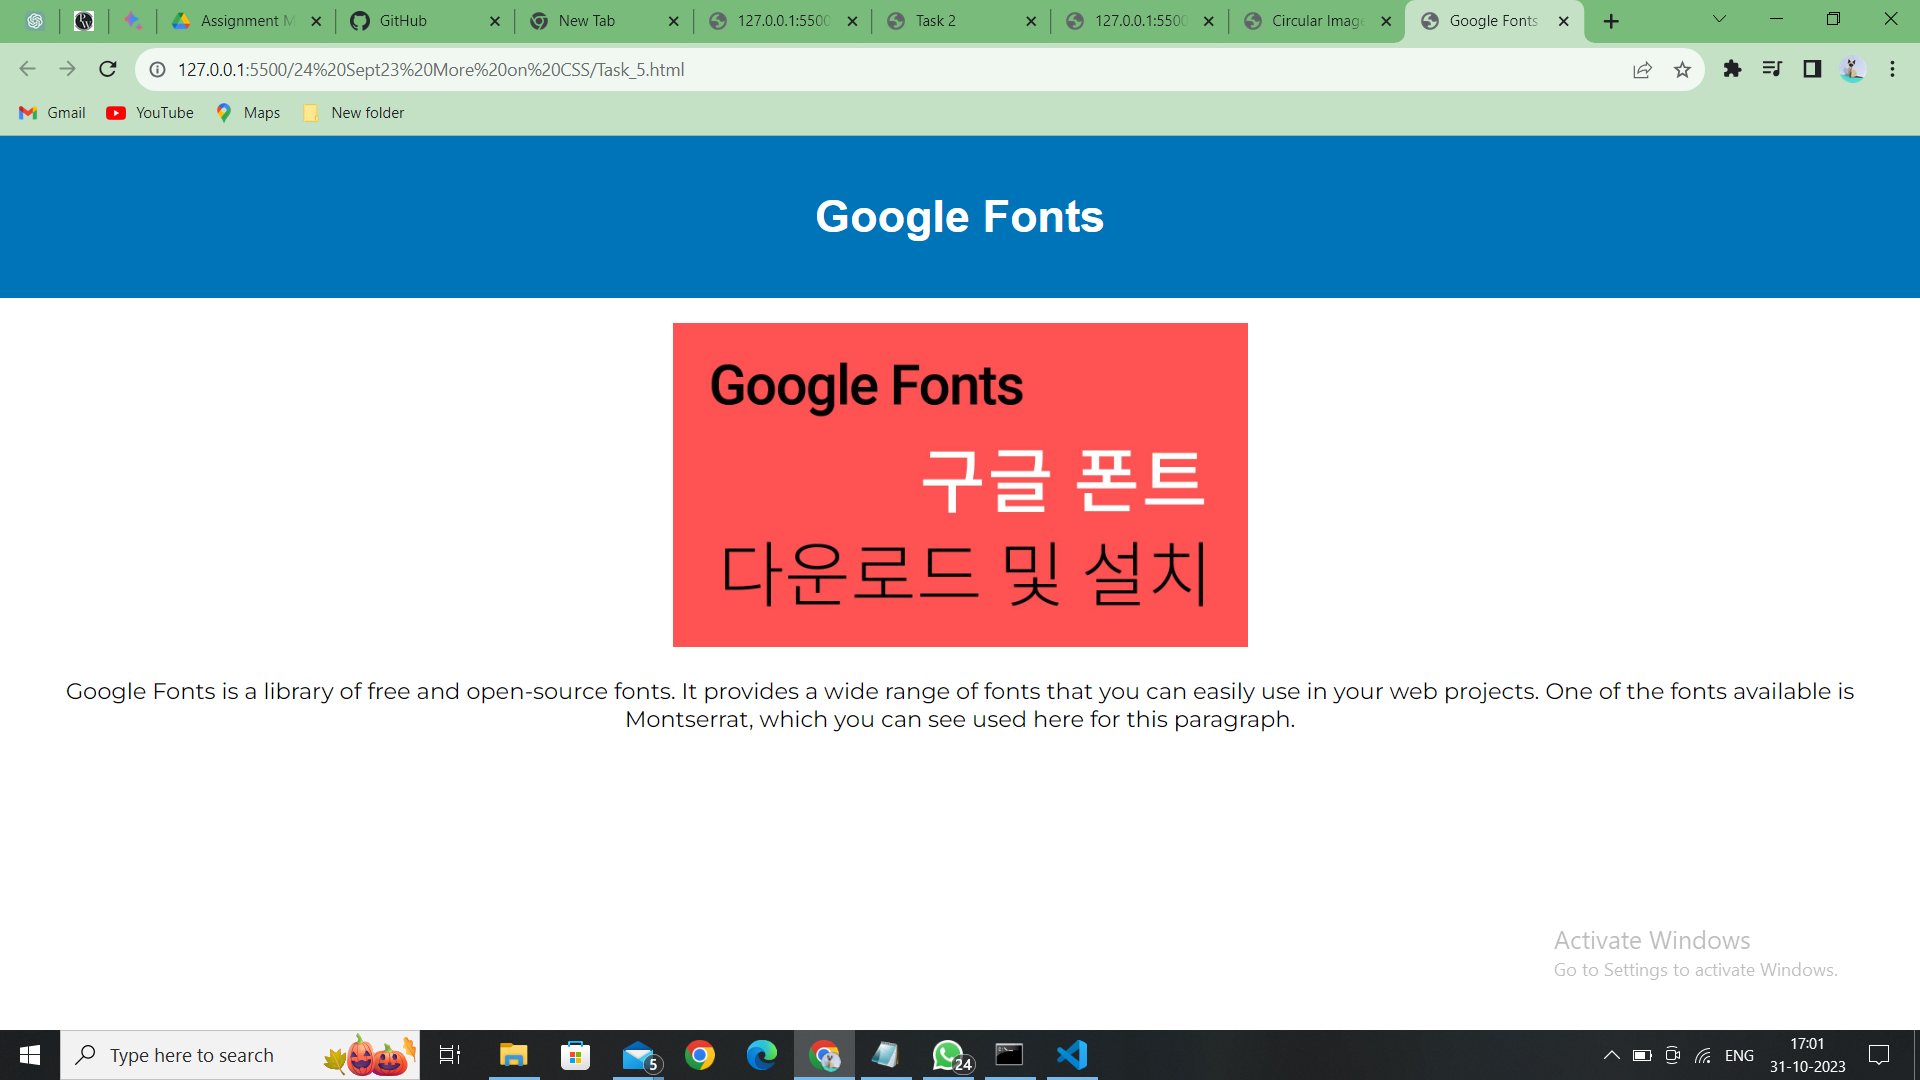 Assignment M
GitHub
New Tab
127.0.0.1:5500
Task 2
127.0.0.1:5500
Circular Image
Google Fonts
127.0.0.1:5500/24%20Sept23%20More%20on%20CSS/Task_5.html
Gmail
YouTube
Maps
New folder
Google Fonts
Google Fonts
구글 폰트
다운로드 및 설치
Google Fonts is a library of free and open-source fonts. It provides a wide range of fonts that you can easily use in your web projects. One of the fonts available is
Montserrat, which you can see used here for this paragraph.
Activate Windows
Go to Settings to activate Windows.
Type here to search
5
24
ENG
17:01
31-10-2023